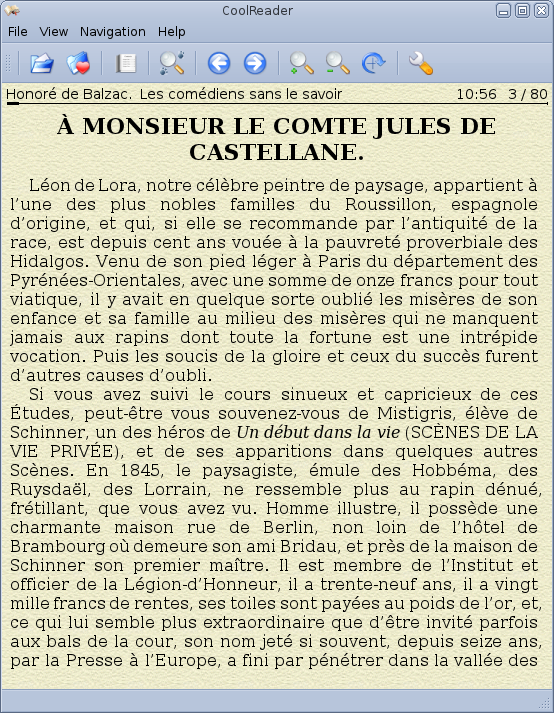 CoolReader
File View Navigation Help
Honoré de Balzac. Les comédiens sans le savoir 10:56 3 / 80
À MONSIEUR LE COMTE JULES DE
CASTELLANE.
Léon de Lora, notre célèbre peintre de paysage, appartient à
l’une des plus nobles familles du Roussillon, espagnole
d’origine, et qui, si elle se recommande par l’antiquité de la
race, est depuis cent ans vouée à la pauvreté proverbiale des
Hidalgos. Venu de son pied léger à Paris du département des
Pyrénées-Orientales, avec une somme de onze francs pour tout
viatique, il y avait en quelque sorte oublié les misères de son
enfance et sa famille au milieu des misères qui ne manquent
jamais aux rapins dont toute la fortune est une intrépide
vocation. Puis les soucis de la gloire et ceux du succès furent
d’autres causes d’oubli.
Si vous avez suivi le cours sinueux et capricieux de ces
Études, peut-être vous souvenez-vous de Mistigris, élève de
Schinner, un des héros de Un début dans la vie (SCÈNES DE LA
VIE PRIVÉE), et de ses apparitions dans quelques autres
Scènes. En 1845, le paysagiste, émule des Hobbéma, des
Ruysdaël, des Lorrain, ne ressemble plus au rapin dénué,
frétillant, que vous avez vu. Homme illustre, il possède une
charmante maison rue de Berlin, non loin de l’hôtel de
Brambourg où demeure son ami Bridau, et près de la maison de
Schinner son premier maître. Il est membre de l’Institut et
officier de la Légion-d’Honneur, il a trente-neuf ans, il a vingt
mille francs de rentes, ses toiles sont payées au poids de l’or, et,
ce qui lui semble plus extraordinaire que d’être invité parfois
aux bals de la cour, son nom jeté si souvent, depuis seize ans,
par la Presse à l’Europe, a fini par pénétrer dans la vallée des